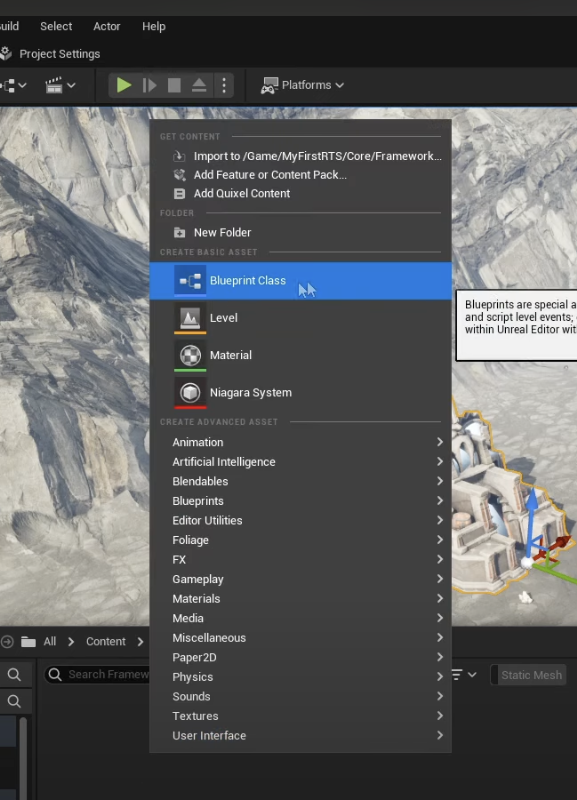 Select
Actor
Help
Project Settings
Platforms
GET CONTENT
Import to /Game/MyFirstRTS/Core/Framework...
Add Feature or Content Pack...
Add Quixel Content
FOLDER
New Folder
CREATE BASIC ASSET
Blueprint Class
Blueprints are special a
and script level events;
within Unreal Editor wit
Level
Material
Niagara System
CREATE ADVANCED ASSET
Animation
Artificial Intelligence
Blendables
Blueprints
Editor Utilities
Foliage
FX
Gameplay
Materials
Media
Miscellaneous
Paper2D
Physics
Sounds
Textures
User Interface
All
Content
Search Framew
Static Mesh